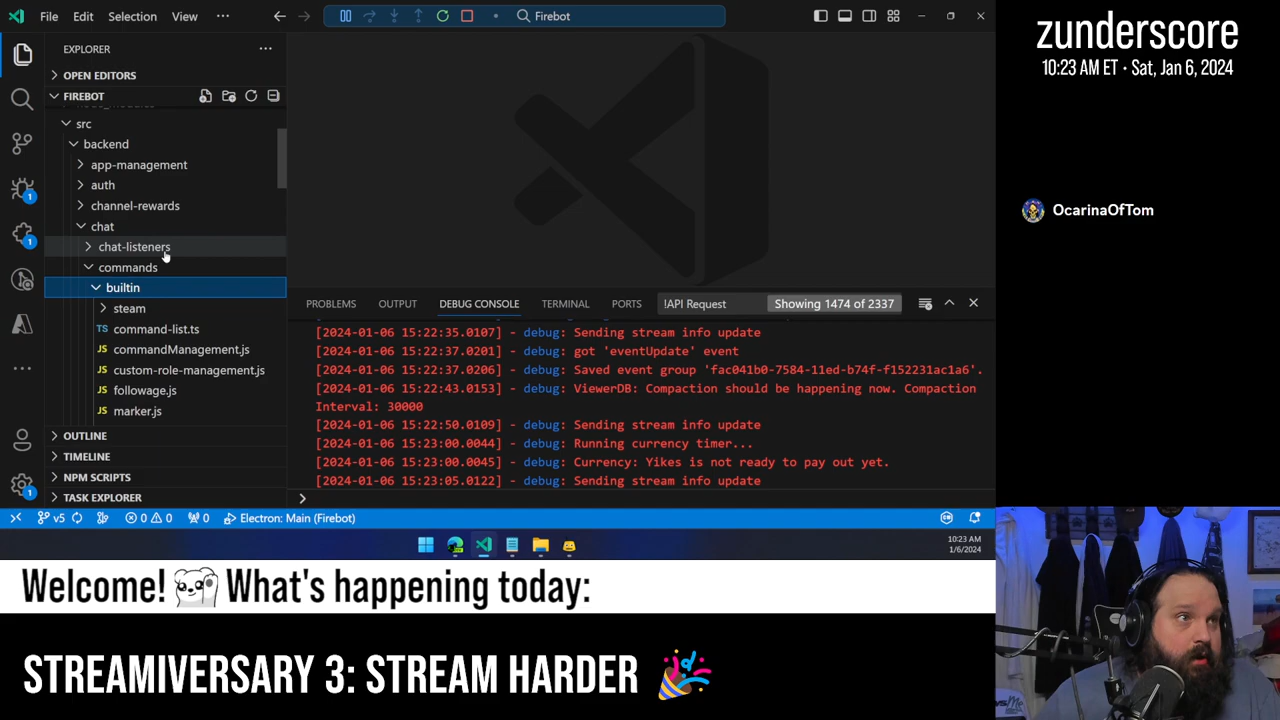 File Edit Selection View ... Firebot
zunderscore
10:23 AM ET • Sat, Jan 6, 2024
OcarinaOfTom
EXPLORER
OPEN EDITORS
FIREBOT
src
backend
app-management
auth
channel-rewards
chat
chat-listeners
commands
builtin
steam
TS command-list.ts
JS commandManagement.js
JS custom-role-management.js
JS followage.js
JS marker.js
OUTLINE
TIMELINE
NPM SCRIPTS
TASK EXPLORER
1
1
1
PROBLEMS OUTPUT DEBUG CONSOLE TERMINAL PORTS !API Request Showing 1474 of 2337
[2024-01-06 15:22:35.0107] - debug: Sending stream info update
[2024-01-06 15:22:37.0201] - debug: got 'eventUpdate' event
[2024-01-06 15:22:37.0206] - debug: Saved event group 'fac041b0-7584-11ed-b74f-f152231ac1a6'.
[2024-01-06 15:22:43.0153] - debug: ViewerDB: Compaction should be happening now. Compaction
Interval: 30000
[2024-01-06 15:22:50.0109] - debug: Sending stream info update
[2024-01-06 15:23:00.0044] - debug: Running currency timer...
[2024-01-06 15:23:00.0045] - debug: Currency: Yikes is not ready to pay out yet.
[2024-01-06 15:23:05.0122] - debug: Sending stream info update
v5 0 0 0 Electron: Main (Firebot)
10:23 AM
1/6/2024
Welcome! What's happening today:
STREAMIVERSARY 3: STREAM HARDER